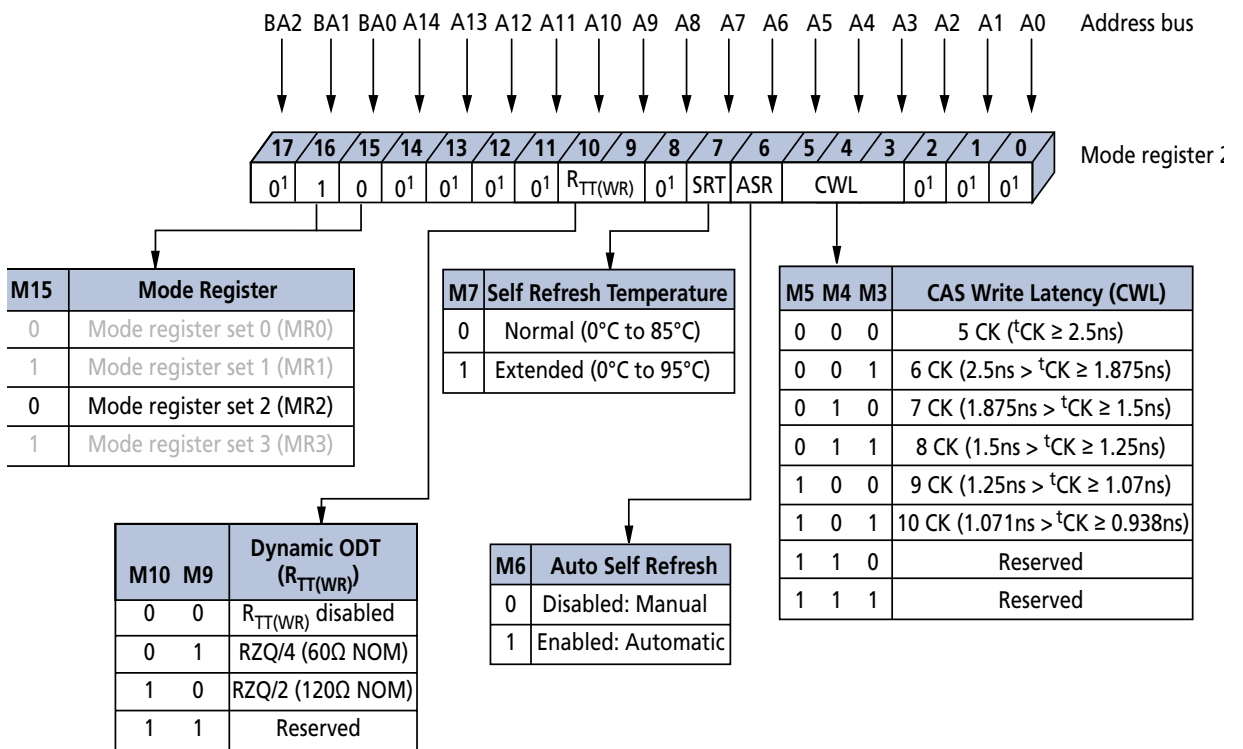 BA2 BA1 BA0 A14 A13 A12 A11 A10 A9 A8 A7 A6 A5 A4 A3 A2 A1 A0 Address bus
17 16 15 14 13 12 11 10 9 8 7 6 5 4 3 2 1 0
Mode register 2
0¹ 1 0 0¹ 0¹ 0¹ 0¹ RTT(WR) 0¹ SRT ASR CWL 0¹ 0¹ 0¹
M15 Mode Register
0 Mode register set 0 (MR0)
1 Mode register set 1 (MR1)
0 Mode register set 2 (MR2)
1 Mode register set 3 (MR3)
M7 Self Refresh Temperature
0 Normal (0°C to 85°C)
1 Extended (0°C to 95°C)
M5 M4 M3 CAS Write Latency (CWL)
0 0 0 5 CK (tCK ≥ 2.5ns)
0 0 1 6 CK (2.5ns > tCK ≥ 1.875ns)
0 1 0 7 CK (1.875ns > tCK ≥ 1.5ns)
0 1 1 8 CK (1.5ns > tCK ≥ 1.25ns)
1 0 0 9 CK (1.25ns > tCK ≥ 1.07ns)
1 0 1 10 CK (1.071ns > tCK ≥ 0.938ns)
1 1 0 Reserved
1 1 1 Reserved
M10 M9 Dynamic ODT
(RTT(WR))
0 0 RTT(WR) disabled
0 1 RZQ/4 (60Ω NOM)
1 0 RZQ/2 (120Ω NOM)
1 1 Reserved
M6 Auto Self Refresh
0 Disabled: Manual
1 Enabled: Automatic